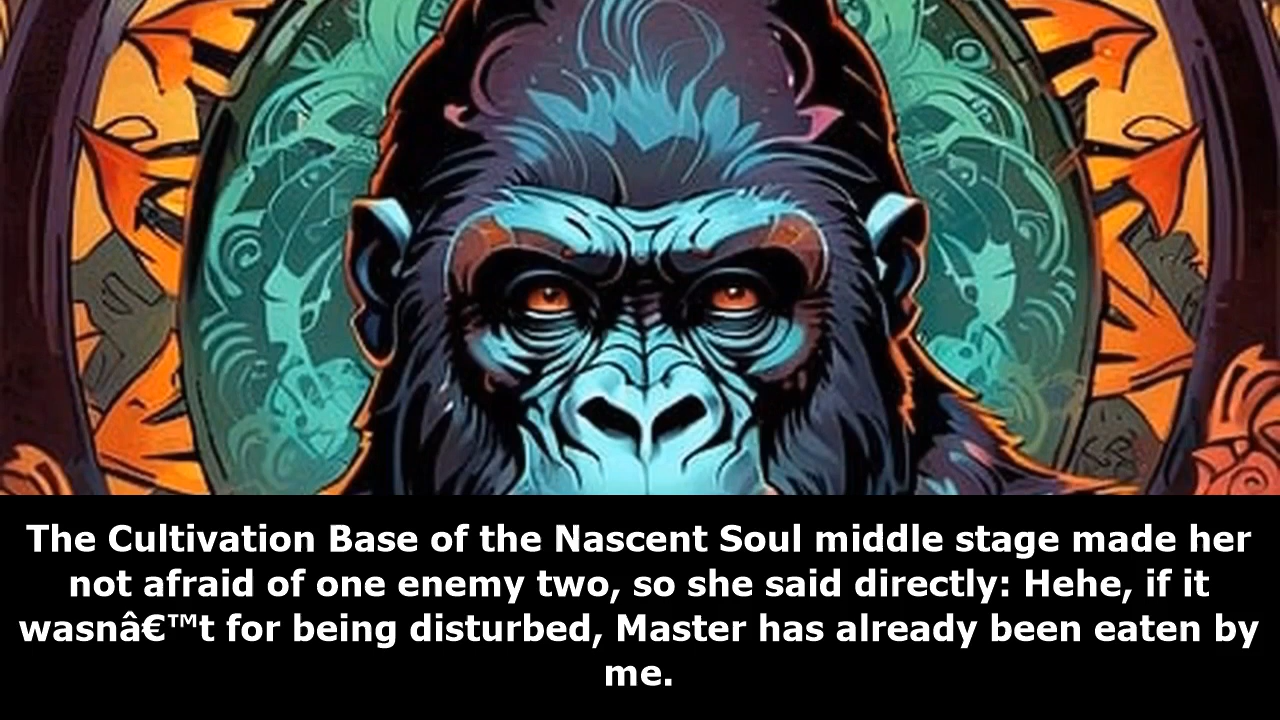 The Cultivation Base of the Nascent Soul middle stage made her
not afraid of one enemy two, so she said directly: Hehe, if it
wasnâ€™t for being disturbed, Master has already been eaten by
me.